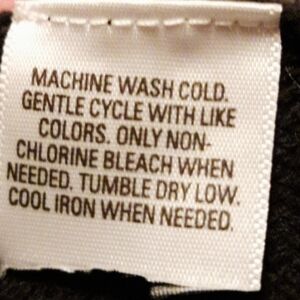 MACHINE WASH COLD.
GENTLE CYCLE WITH LIKE
COLORS. ONLY NON-
CHLORINE BLEACH WHEN
NEEDED. TUMBLE DRY LOW.
COOL IRON WHEN NEEDED.